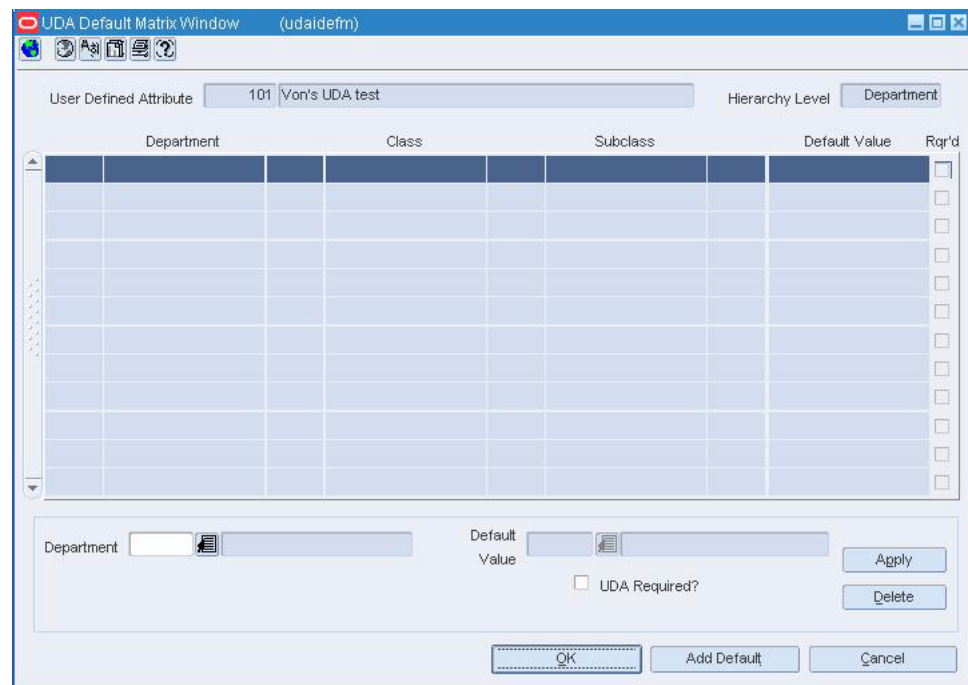 UDA Default Matrix Window (udaidefm)
User Defined Attribute 101 Von's UDA test Hierarchy Level Department
Department Class Subclass Default Value Rqr'd
Department Default Value
UDA Required?
Apply
Delete
OK Add Default Cancel